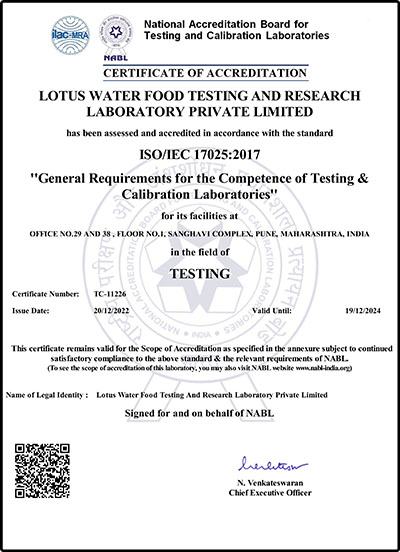 ilac-MRA
NABL
National Accreditation Board for
Testing and Calibration Laboratories
CERTIFICATE OF ACCREDITATION
LOTUS WATER FOOD TESTING AND RESEARCH
LABORATORY PRIVATE LIMITED
has been assessed and accredited in accordance with the standard
ISO/IEC 17025:2017
"General Requirements for the Competence of Testing &
Calibration Laboratories"
for its facilities at
OFFICE NO.29 AND 38 , FLOOR NO.1, SANGHAVI COMPLEX, PUNE, MAHARASHTRA, INDIA
in the field of
TESTING
Certificate Number: TC-11226
Issue Date: 20/12/2022 Valid Until: 19/12/2024
This certificate remains valid for the Scope of Accreditation as specified in the annexure subject to continued
satisfactory compliance to the above standard & the relevant requirements of NABL.
(To see the scope of accreditation of this laboratory, you may also visit NABL website www.nabl-india.org)
Name of Legal Identity : Lotus Water Food Testing And Research Laboratory Private Limited
Signed for and on behalf of NABL
N. Venkateswaran
Chief Executive Officer